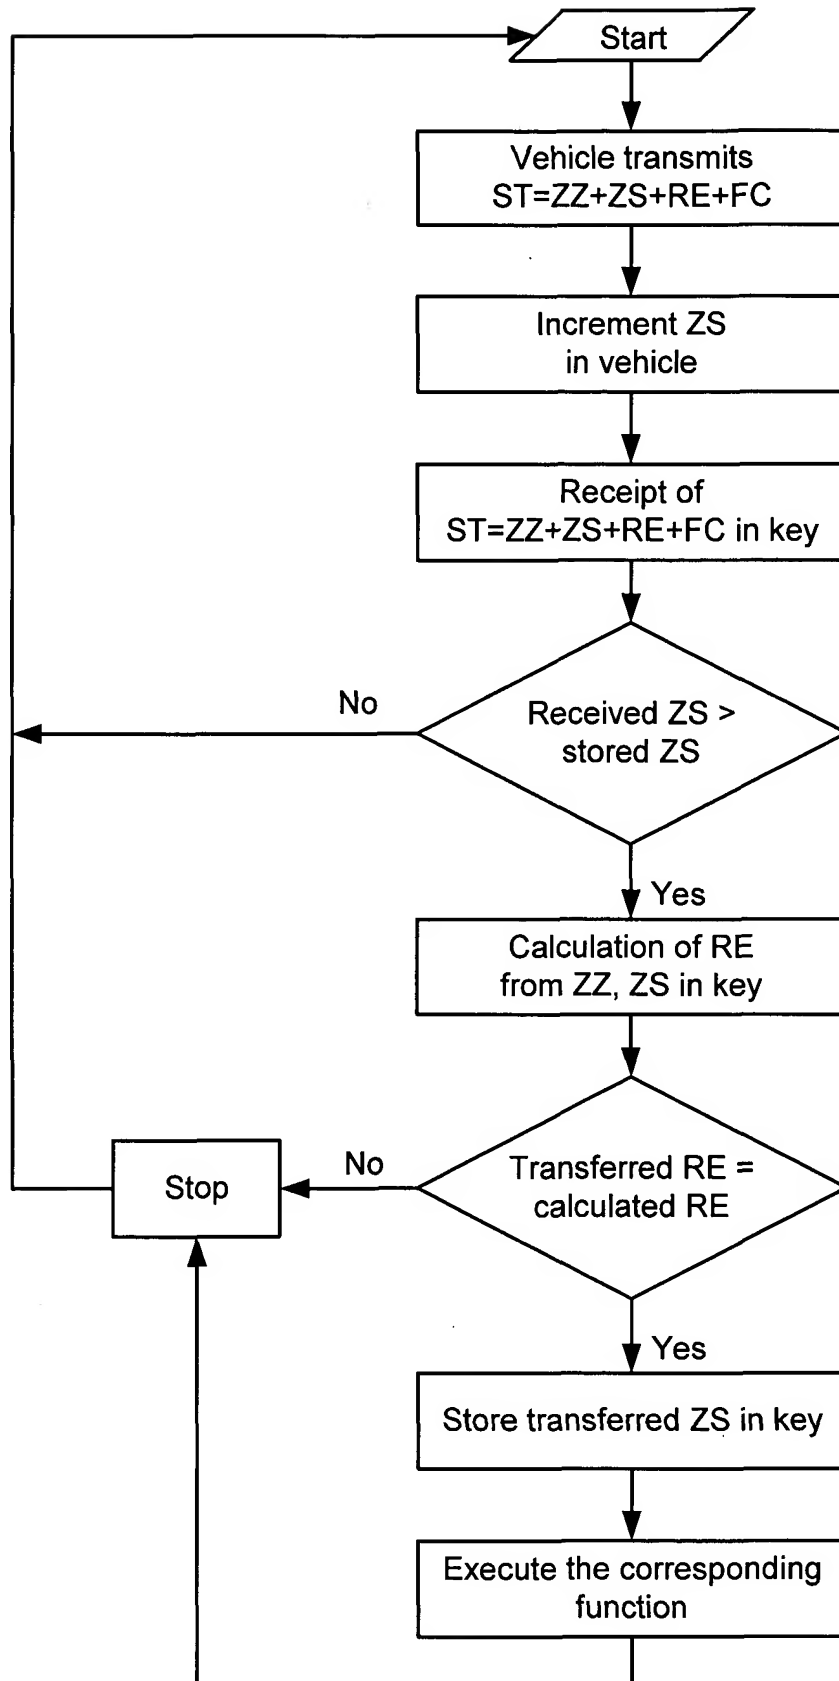 Start
Vehicle transmits
ST=ZZ+ZS+RE+FC
Increment ZS
in vehicle
Receipt of
ST=ZZ+ZS+RE+FC in key
No
Received ZS >
stored ZS
Yes
Calculation of RE
from ZZ, ZS in key
Stop
No
Transferred RE =
calculated RE
Yes
Store transferred ZS in key
Execute the corresponding
function